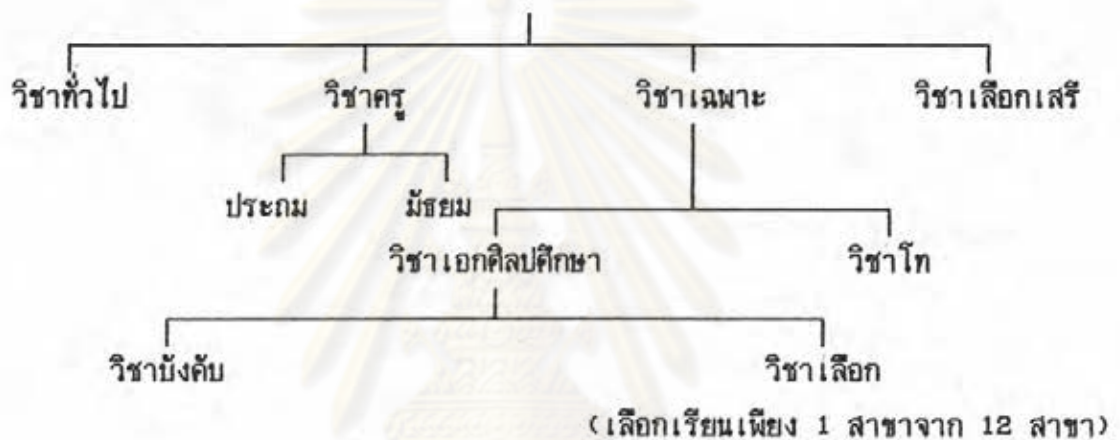 วิชาทั่วไป วิชาครู วิชาเฉพาะ วิชาเลือกเสรี
ประถม มัธยม
วิชาเอกศิลปศึกษา วิชาโท
วิชาบังคับ วิชาเลือก
(เลือกเรียนเพียง 1 สาขาจาก 12 สาขา)